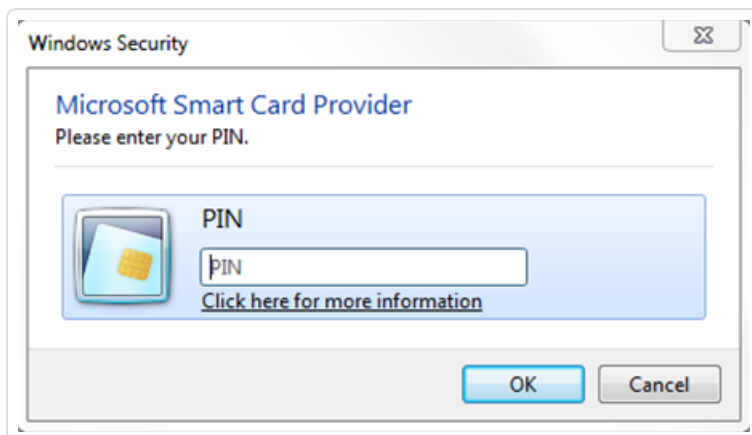 Windows Security
Microsoft Smart Card Provider
Please enter your PIN.
PIN
PIN
Click here for more information
OK
Cancel